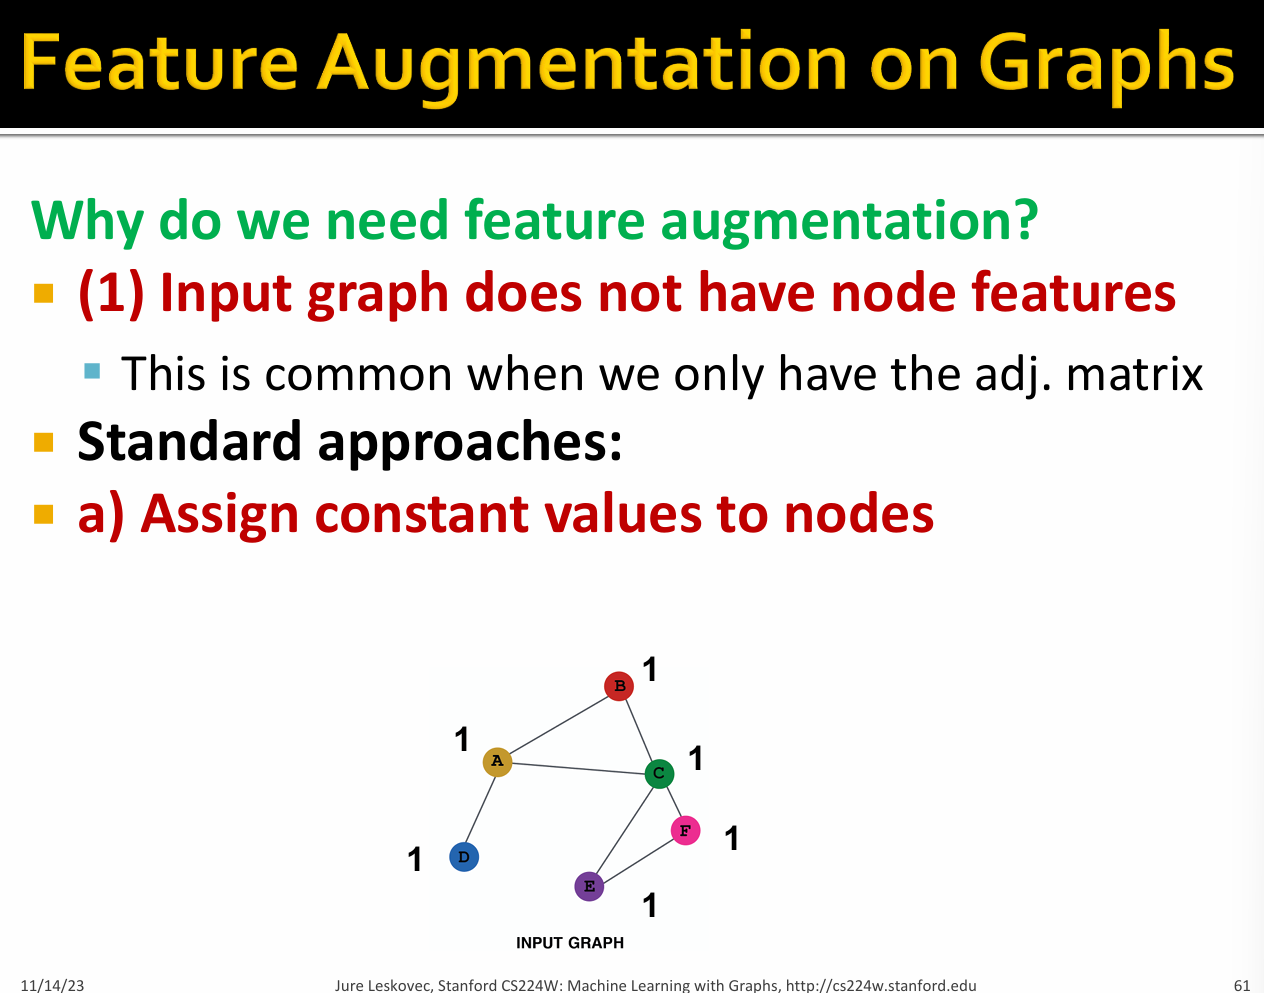 Feature Augmentation on Graphs
Why do we need feature augmentation?
(1) Input graph does not have node features
This is common when we only have the adj. matrix
Standard approaches:
a) Assign constant values to nodes
1
B
1
A
1
C
F
1
1
D
E
1
INPUT GRAPH
11/14/23
Jure Leskovec, Stanford CS224W: Machine Learning with Graphs, http://cs224w.stanford.edu
61